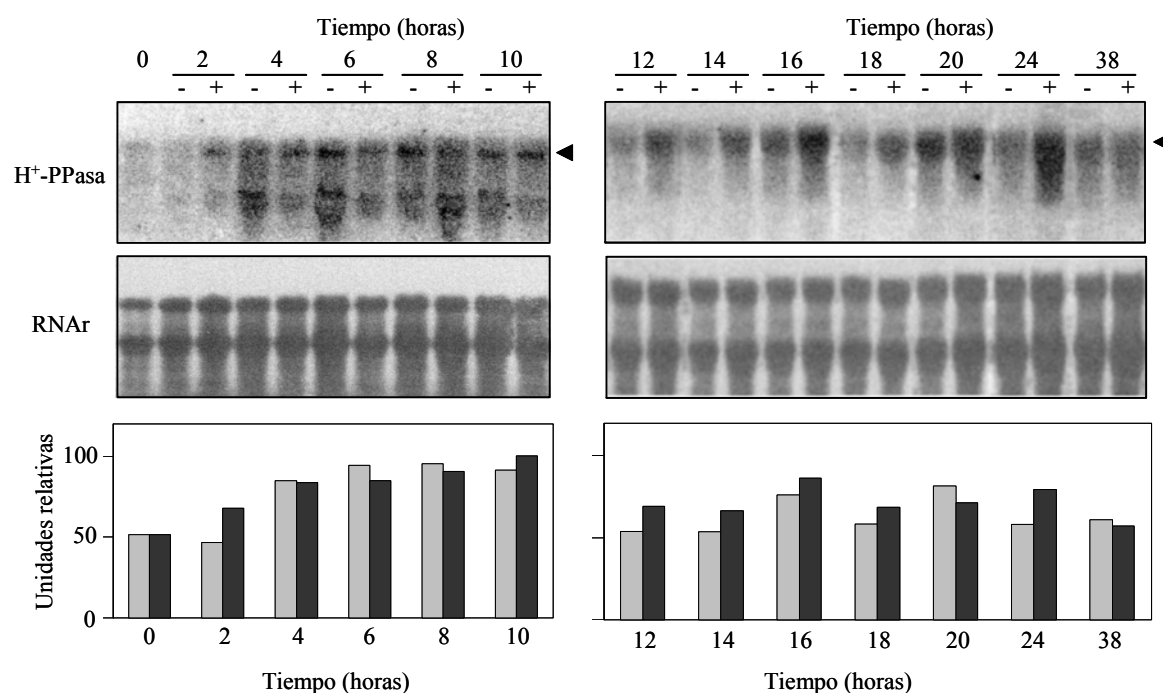 Tiempo (horas)
0 2 4 6 8 10
- + - + - + - + - +
H⁺-PPasa
RNAr
Unidades relativas
100
50
0
0 2 4 6 8 10
Tiempo (horas)
Tiempo (horas)
12 14 16 18 20 24 38
- + - + - + - + - + - + - +
12 14 16 18 20 24 38
Tiempo (horas)